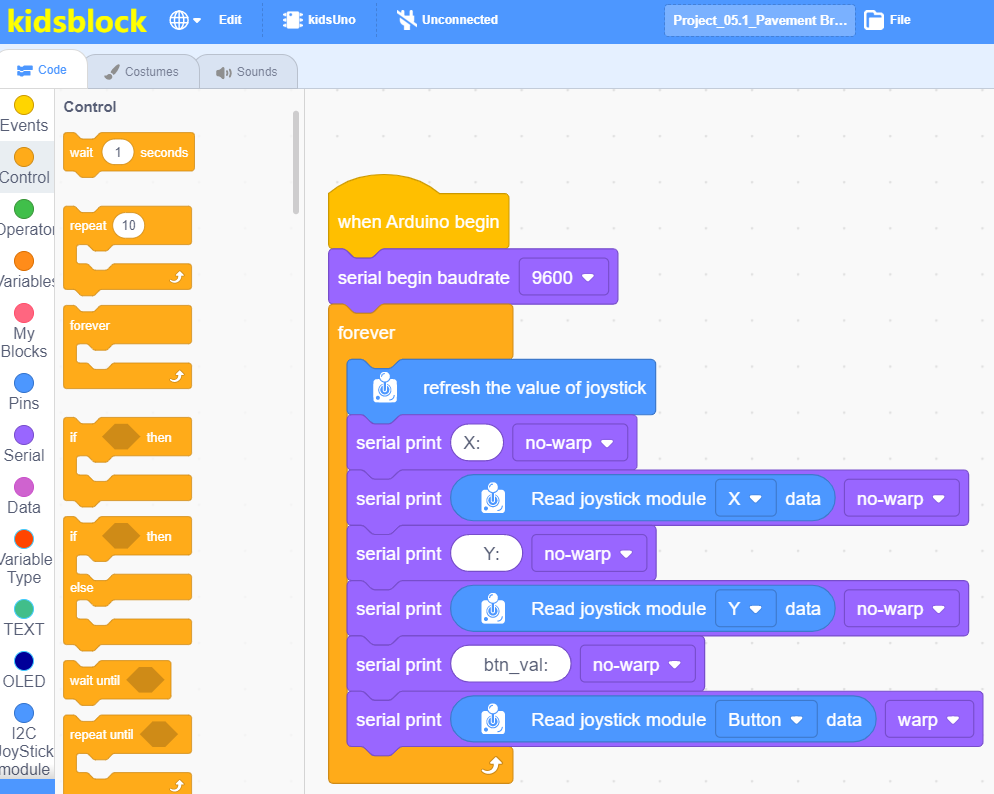 kidsblock Edit kidsUno Unconnected Project_05.1_Pavement Br... File
Code Costumes Sounds
Events
Control
Operator
Variables
My
Blocks
Pins
Serial
Data
Variable
Type
TEXT
OLED
I2C
JoyStick
module
Control
wait 1 seconds
repeat 10
forever
if then
if then
else
wait until
repeat until
when Arduino begin
serial begin baudrate 9600
forever
refresh the value of joystick
serial print X: no-warp
serial print Read joystick module X data no-warp
serial print Y: no-warp
serial print Read joystick module Y data no-warp
serial print btn_val: no-warp
serial print Read joystick module Button data warp